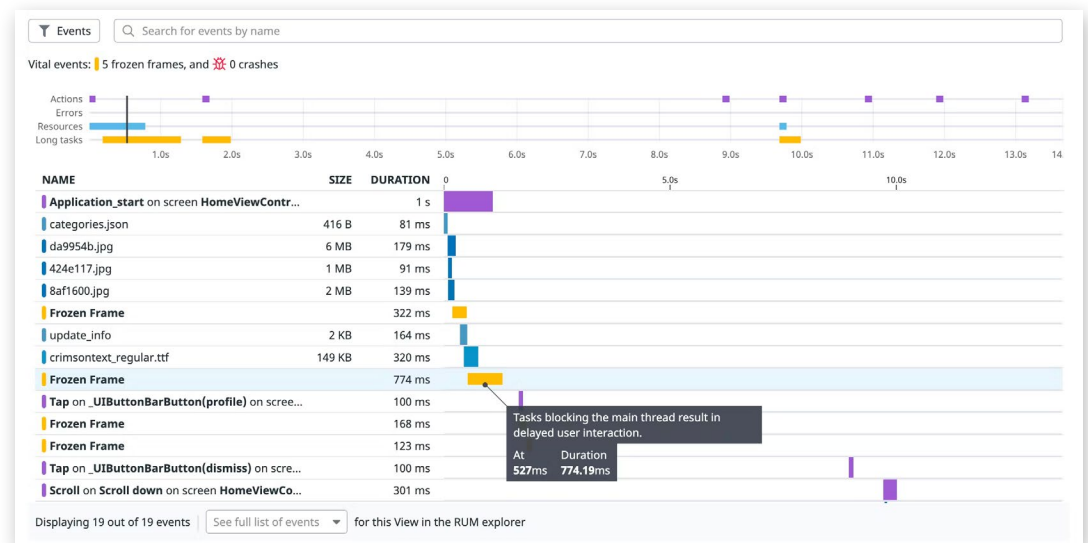 Events
Search for events by name
Vital events: 5 frozen frames, and 0 crashes
Actions
Errors
Resources
Long tasks
1.0s 2.0s 3.0s 4.0s 5.0s 6.0s 7.0s 8.0s 9.0s 10.0s 11.0s 12.0s 13.0s 14.
NAME SIZE DURATION 0 5.0s 10.0s
Application_start on screen HomeViewContr... 1 s
categories.json 416 B 81 ms
da9954b.jpg 6 MB 179 ms
424e117.jpg 1 MB 91 ms
8af1600.jpg 2 MB 139 ms
Frozen Frame 322 ms
update_info 2 KB 164 ms
crimsontext_regular.ttf 149 KB 320 ms
Frozen Frame 774 ms
Tap on _UIButtonBarButton(profile) on scree... 100 ms
Frozen Frame 168 ms
Frozen Frame 123 ms
Tap on _UIButtonBarButton(dismiss) on scre... 100 ms
Scroll on Scroll down on screen HomeViewCo... 301 ms
Tasks blocking the main thread result in
delayed user interaction.
At Duration
527ms 774.19ms
Displaying 19 out of 19 events See full list of events for this View in the RUM explorer